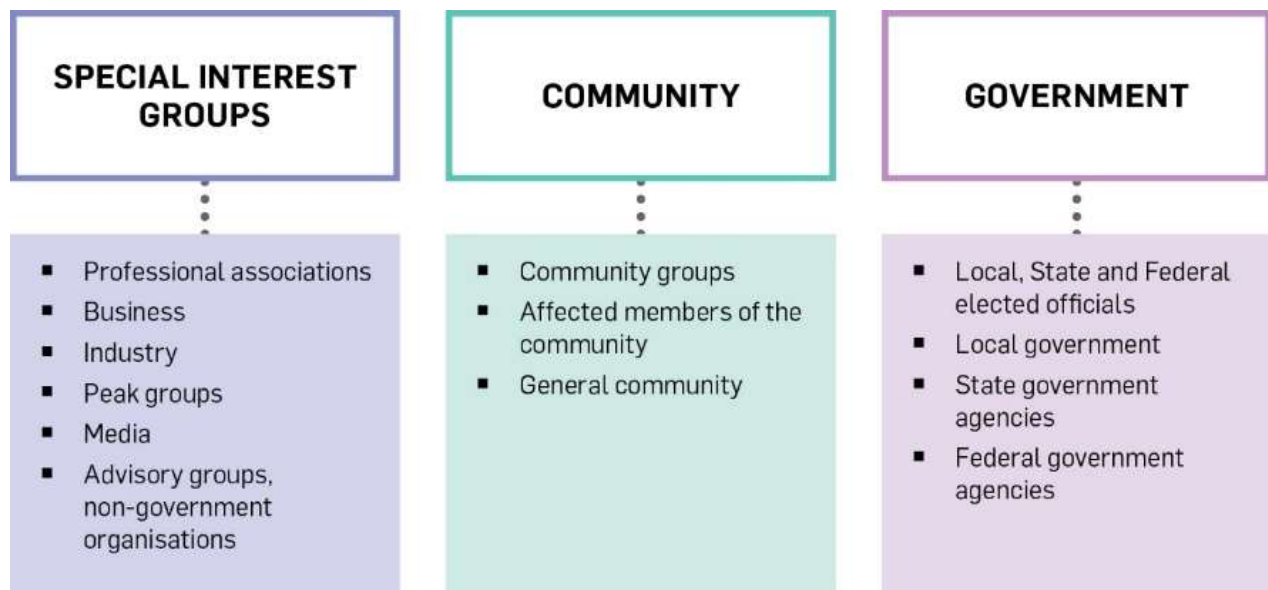 SPECIAL INTEREST
GROUPS
■ Professional associations
■ Business
■ Industry
■ Peak groups
■ Media
■ Advisory groups,
non-government
organisations
COMMUNITY
■ Community groups
■ Affected members of the
community
■ General community
GOVERNMENT
■ Local, State and Federal
elected officials
■ Local government
■ State government
agencies
■ Federal government
agencies